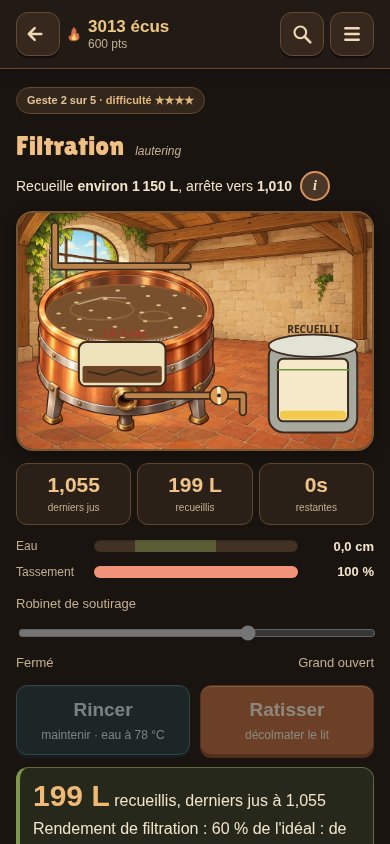 3013 écus
600 pts
Geste 2 sur 5 · difficulté ★★★★
Filtration lautering
Recueille environ 1 150 L, arrête vers 1,010 i
RECUEILLI
1,055
derniers jus
199 L
recueillis
0s
restantes
Eau 0,0 cm
Tassement 100 %
Robinet de soutirage
Fermé Grand ouvert
Rincer
maintenir · eau à 78 °C
Ratisser
décolmater le lit
199 L recueillis, derniers jus à 1,055
Rendement de filtration : 60 % de l'idéal : de